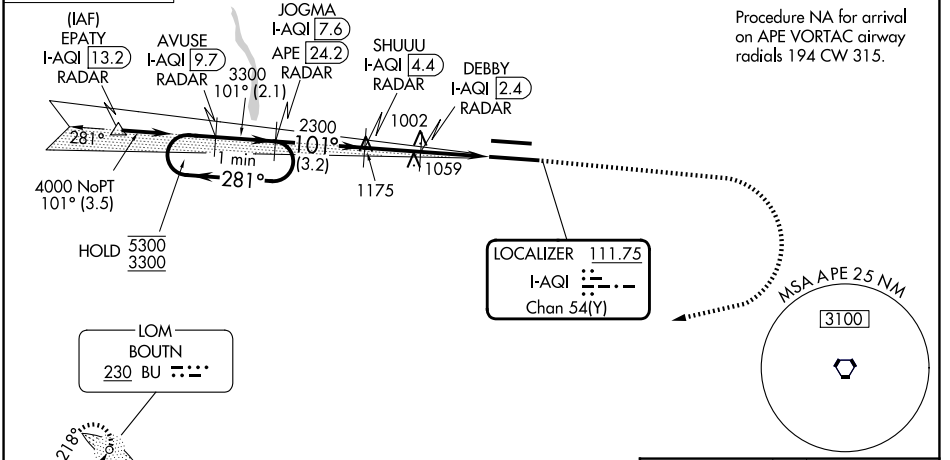 (IAF)
EPATY
I-AQI 13.2
RADAR
AVUSE
I-AQI 9.7
RADAR
3300
101° (2.1)
JOGMA
I-AQI 7.6
APE 24.2
RADAR
SHUUU
I-AQI 4.4
RADAR
DEBBY
I-AQI 2.4
RADAR
Procedure NA for arrival
on APE VORTAC airway
radials 194 CW 315.
281°
2300
101°
(3.2)
1002
1059
1175
1 min
281°
4000 NoPT
101° (3.5)
HOLD 5300
3300
LOCALIZER 111.75
I-AQI
Chan 54(Y)
MSA APE 25 NM
3100
LOM
BOUTN
230 BU
218°